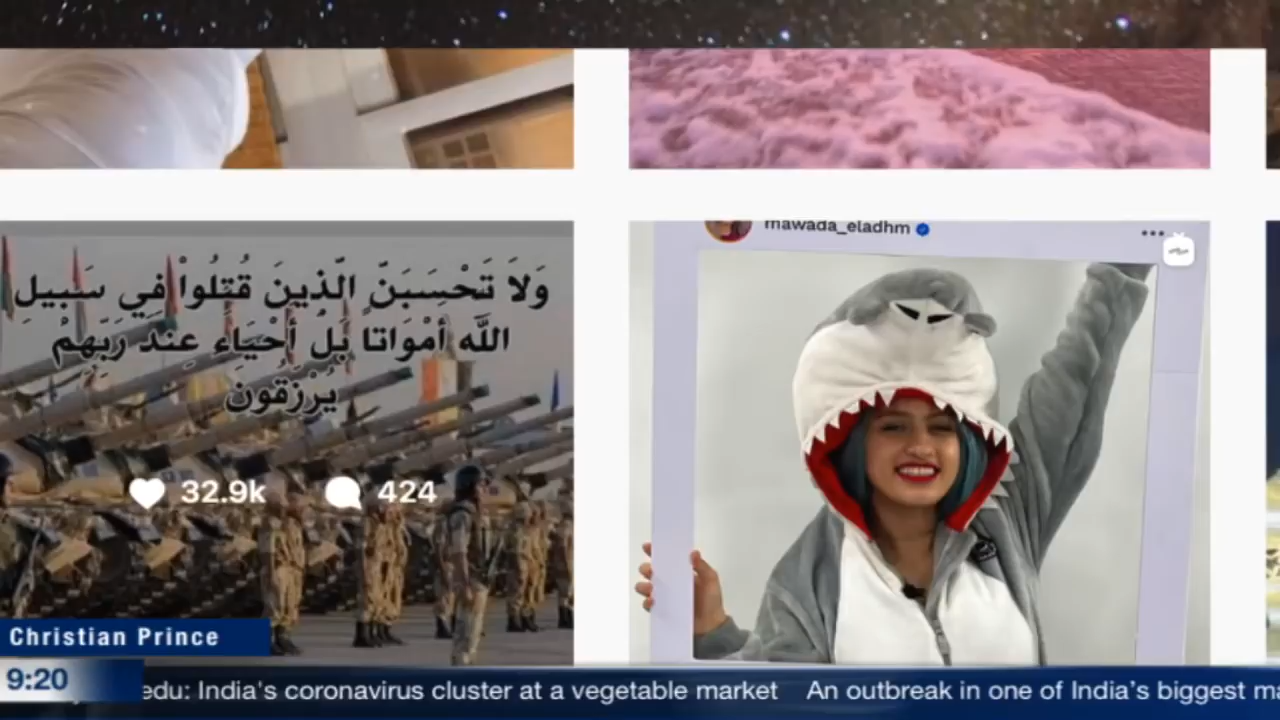 mawada_eladhm
وَلاَ تَحْسَبَنّ الّذِينَ قُتِلُواْ فِي سَبِيلِ
اللّهِ أَمْوَاتاً بَل أَحْيَاء عِندَ رَبِهِمْ
يُرْزَقُون
32.9k 424
Christian Prince
9:20
edu: India's coronavirus cluster at a vegetable market An outbreak in one of India's biggest